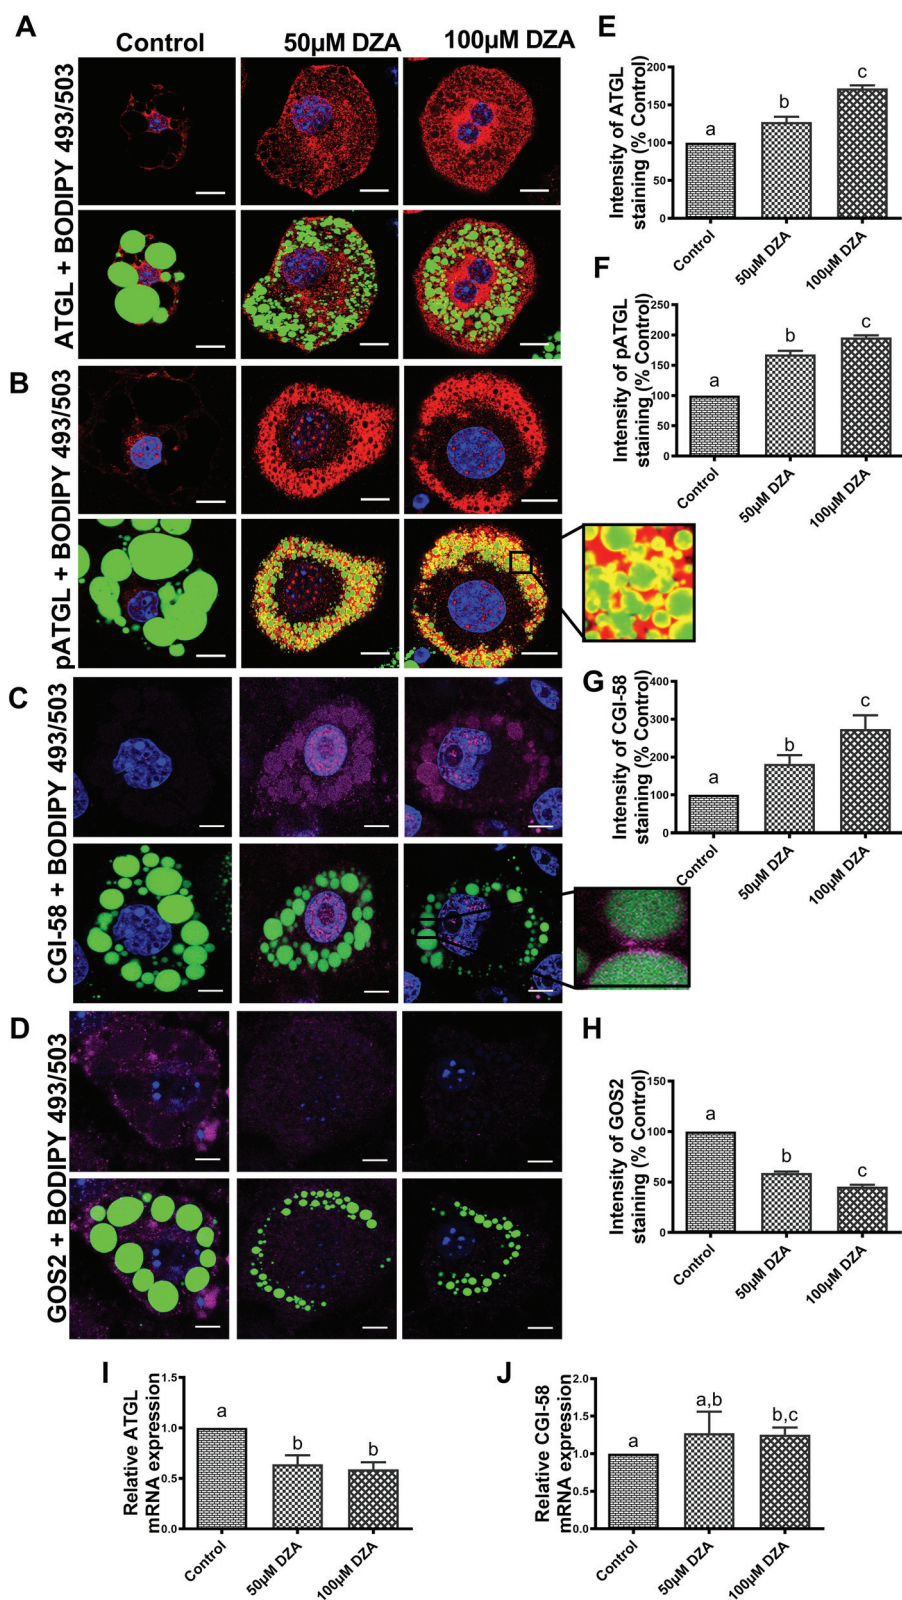 A
Control
50µM DZA
100µM DZA
ATGL + BODIPY 493/503
B
pATGL + BODIPY 493/503
C
CGI-58 + BODIPY 493/503
D
GOS2 + BODIPY 493/503
E
Intensity of ATGL
staining (% Control)
200
150
100
50
0
a
b
c
Control
50µM DZA
100µM DZA
F
Intensity of pATGL
staining (% Control)
250
200
150
100
50
0
a
b
c
Control
50µM DZA
100µM DZA
G
Intensity of CGI-58
staining (% Control)
400
300
200
100
0
a
b
c
Control
50µM DZA
100µM DZA
H
Intensity of GOS2
staining (% Control)
150
100
50
0
a
b
c
Control
50µM DZA
100µM DZA
I
Relative ATGL
mRNA expression
1.5
1.0
0.5
0.0
a
b
b
Control
50µM DZA
100µM DZA
J
Relative CGI-58
mRNA expression
2.0
1.5
1.0
0.5
0.0
a
a,b
b,c
Control
50µM DZA
100µM DZA